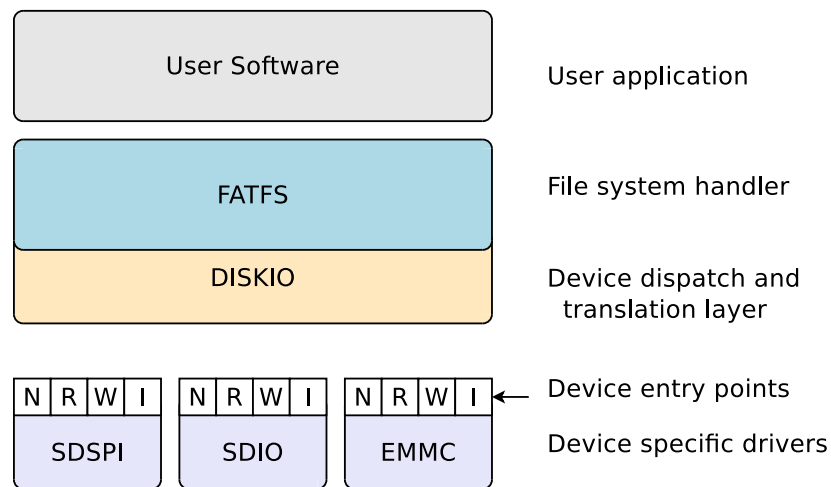 User Software
User application
FATFS
File system handler
DISKIO
Device dispatch and
translation layer
N R W I N R W I N R W I
Device entry points
SDSPI SDIO EMMC
Device specific drivers